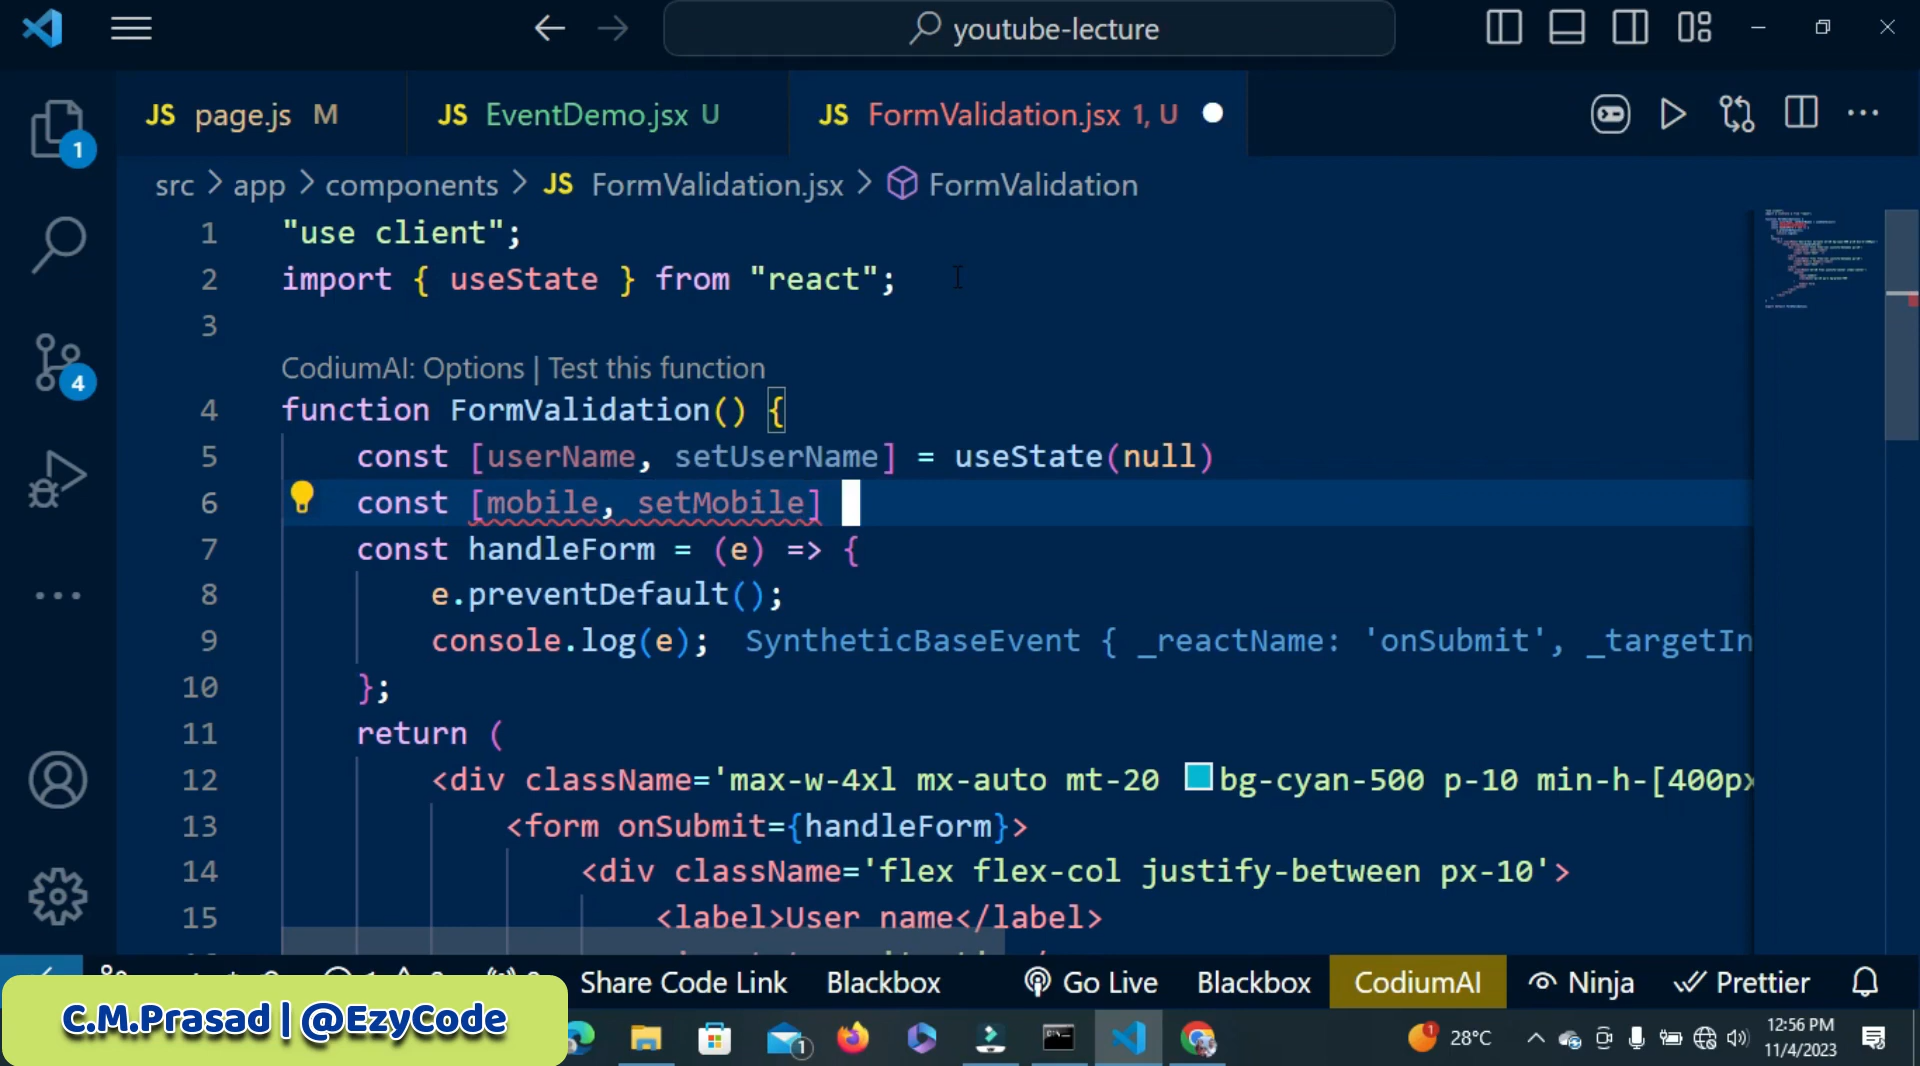 youtube-lecture
JS page.js M
JS EventDemo.jsx U
JS FormValidation.jsx 1, U
src > app > components > JS FormValidation.jsx > FormValidation
1 "use client";
2 import { useState } from "react";
3
CodiumAI: Options | Test this function
4 function FormValidation() {
5 const [userName, setUserName] = useState(null)
6 const [mobile, setMobile]
7 const handleForm = (e) => {
8 e.preventDefault();
9 console.log(e); SyntheticBaseEvent { _reactName: 'onSubmit', _targetIn
10 };
11 return (
12 <div className='max-w-4xl mx-auto mt-20 bg-cyan-500 p-10 min-h-[400px
13 <form onSubmit={handleForm}>
14 <div className='flex flex-col justify-between px-10'>
15 <label>User name</label>
1
4
Share Code Link Blackbox Go Live Blackbox CodiumAI Ninja Prettier
C.M.Prasad | @EzyCode
1
1
28°C
12:56 PM
11/4/2023